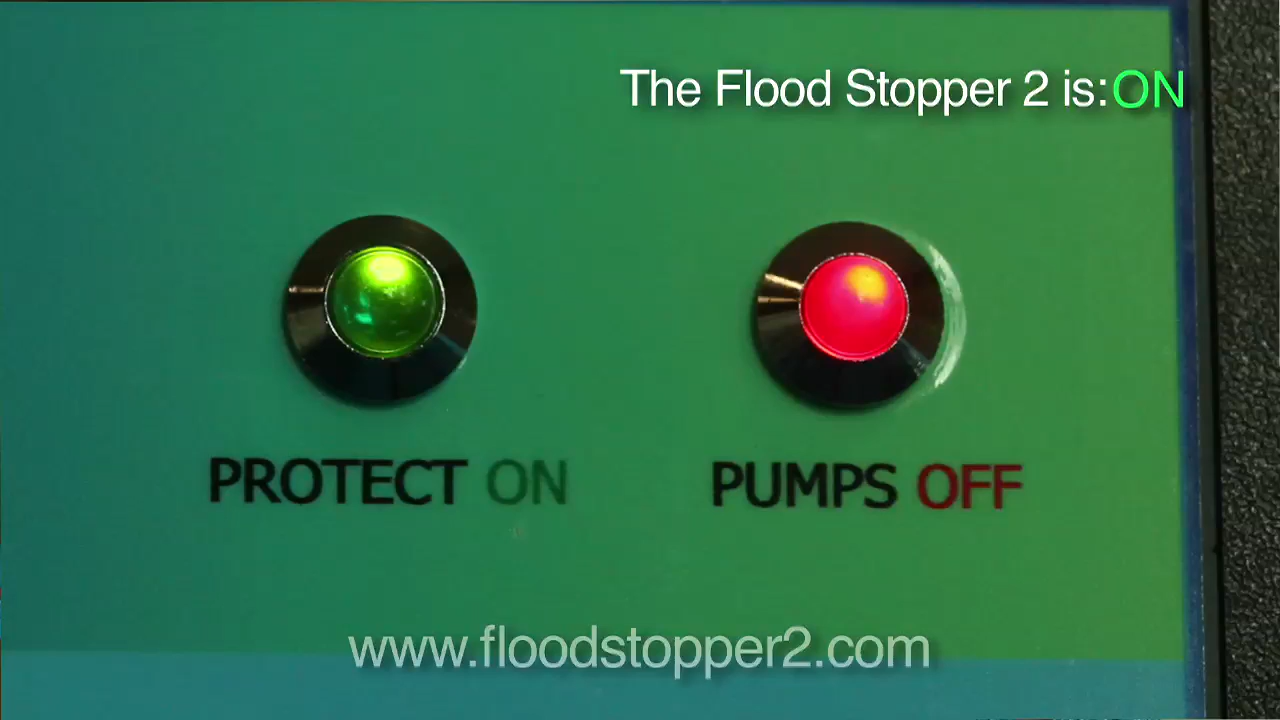 The Flood Stopper 2 is:ON
PROTECT ON
PUMPS OFF
www.floodstopper2.com